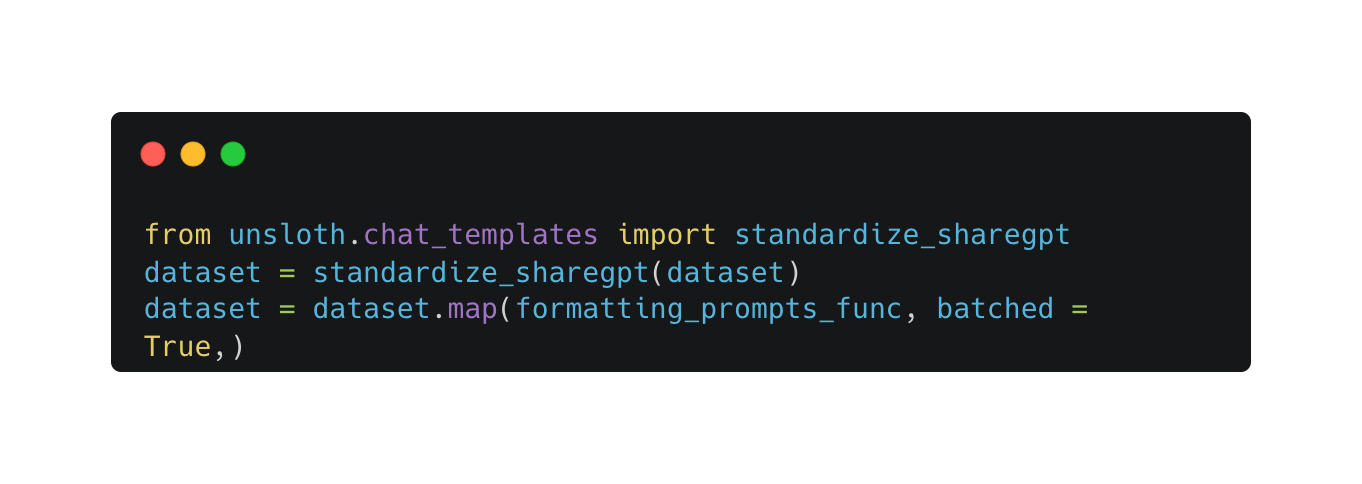 from unsloth.chat_templates import standardize_sharegpt
dataset = standardize_sharegpt(dataset)
dataset = dataset.map(formatting_prompts_func, batched =
True,)